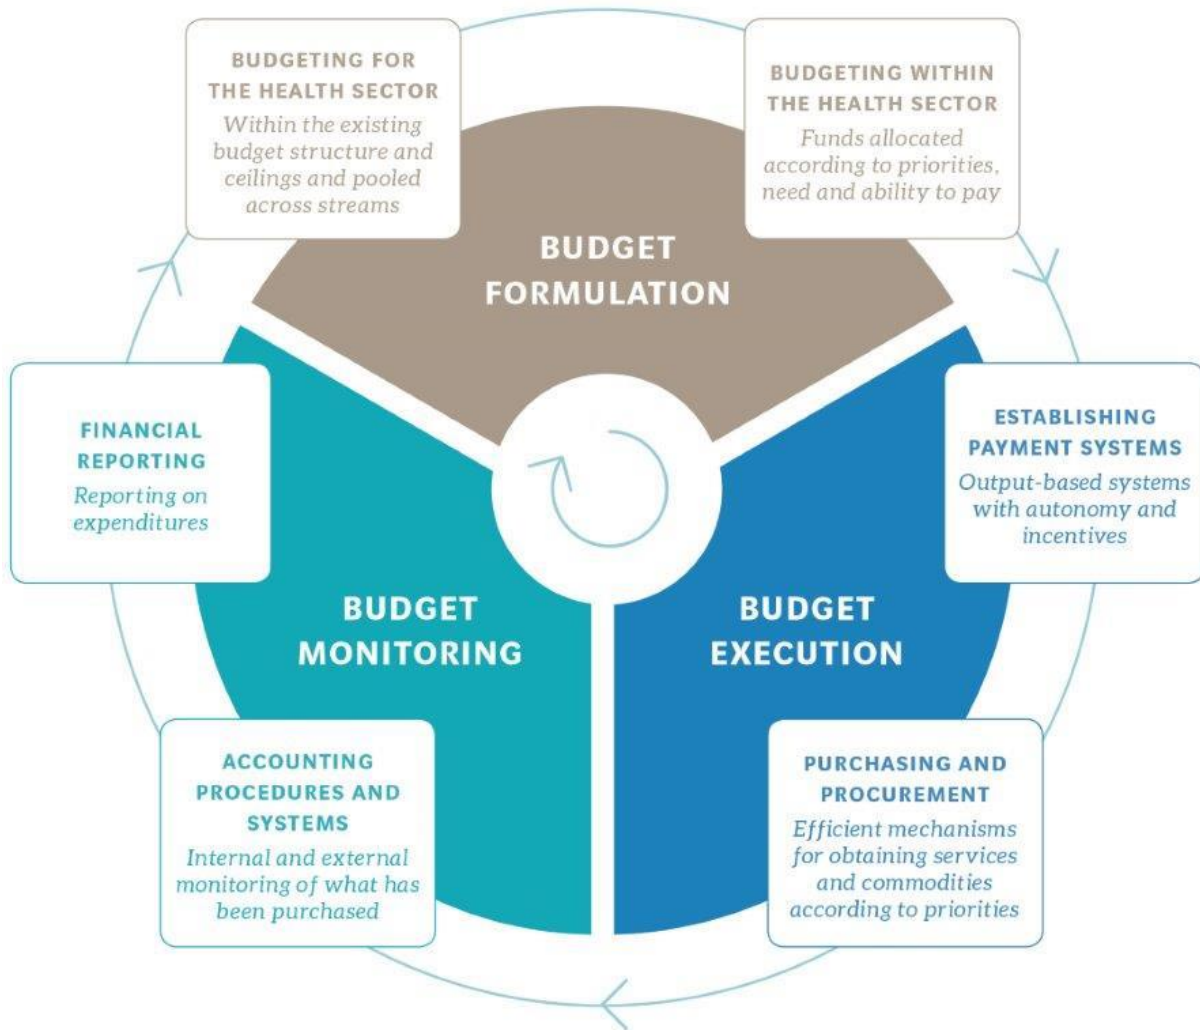 BUDGETING FOR
THE HEALTH SECTOR
Within the existing
budget structure and
ceilings and pooled
across streams
BUDGETING WITHIN
THE HEALTH SECTOR
Funds allocated
according to priorities,
need and ability to pay
BUDGET
FORMULATION
FINANCIAL
REPORTING
Reporting on
expenditures
ESTABLISHING
PAYMENT SYSTEMS
Output-based systems
with autonomy and
incentives
BUDGET
MONITORING
BUDGET
EXECUTION
ACCOUNTING
PROCEDURES AND
SYSTEMS
Internal and external
monitoring of what has
been purchased
PURCHASING AND
PROCUREMENT
Efficient mechanisms
for obtaining services
and commodities
according to priorities